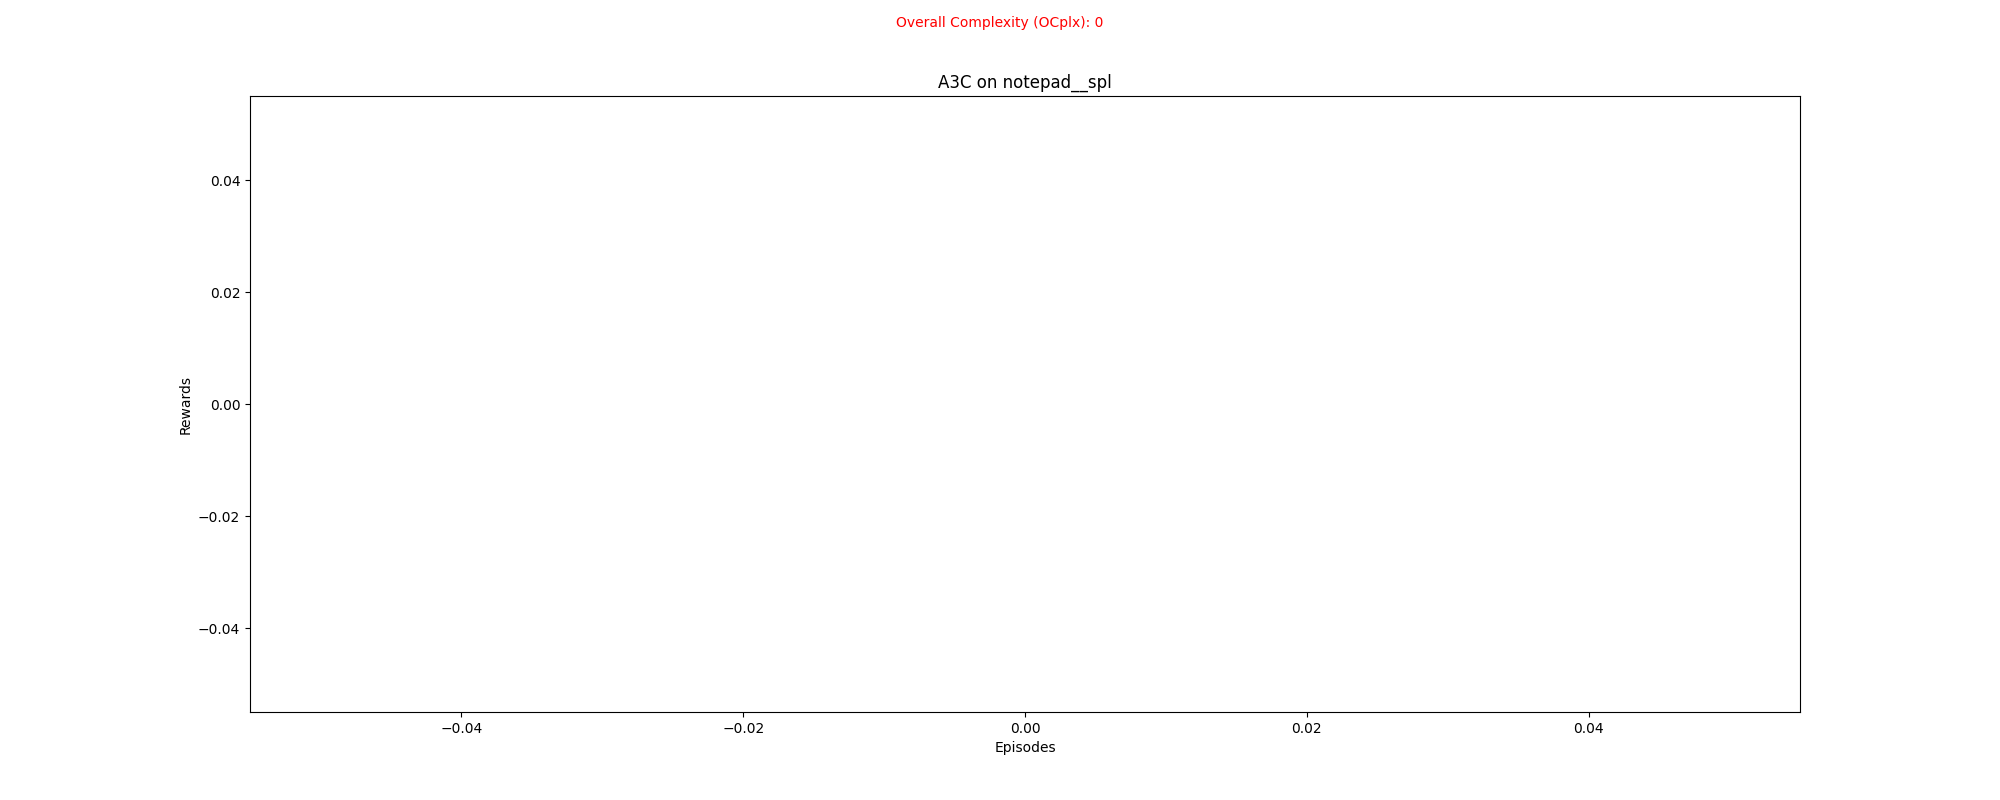 Overall Complexity (OCplx): 0
A3C on notepad__spl
0.04
0.02
0.00
−0.02
−0.04
Rewards
−0.04 −0.02 0.00 0.02 0.04
Episodes